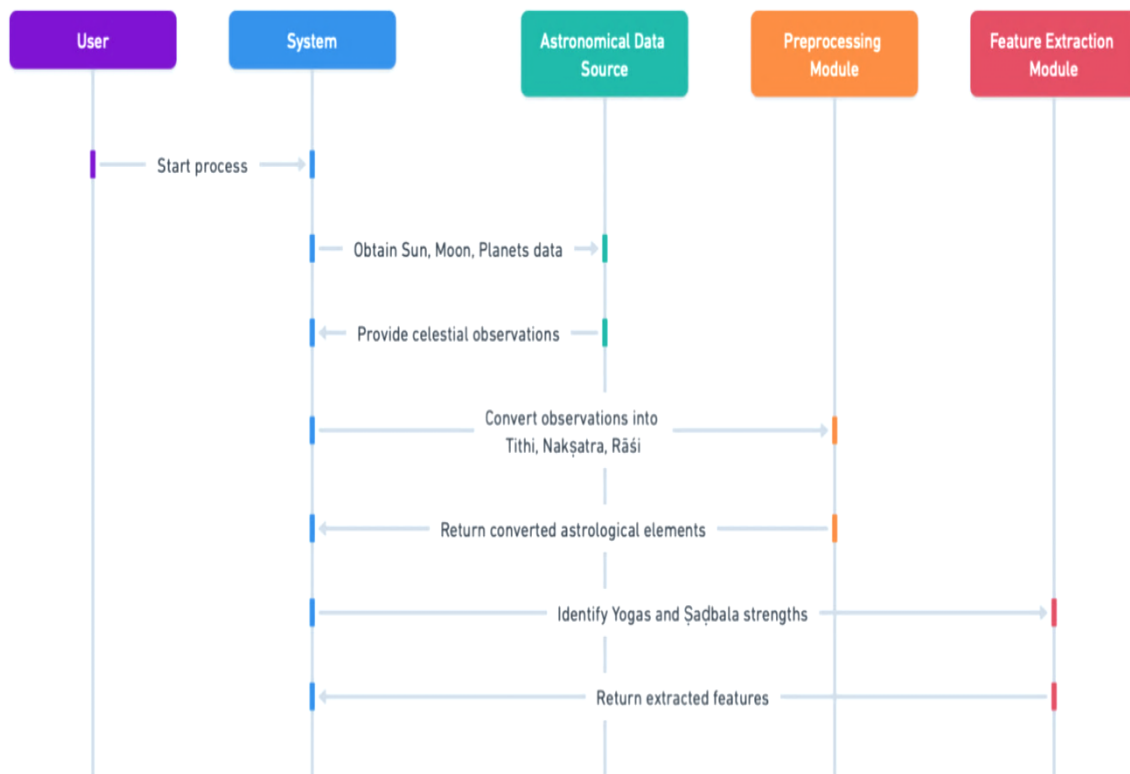 User
System
Astronomical Data
Source
Preprocessing
Module
Feature Extraction
Module
Start process
Obtain Sun, Moon, Planets data
Provide celestial observations
Convert observations into
Tithi, Nakṣatra, Rāśi
Return converted astrological elements
Identify Yogas and Ṣaḍbala strengths
Return extracted features